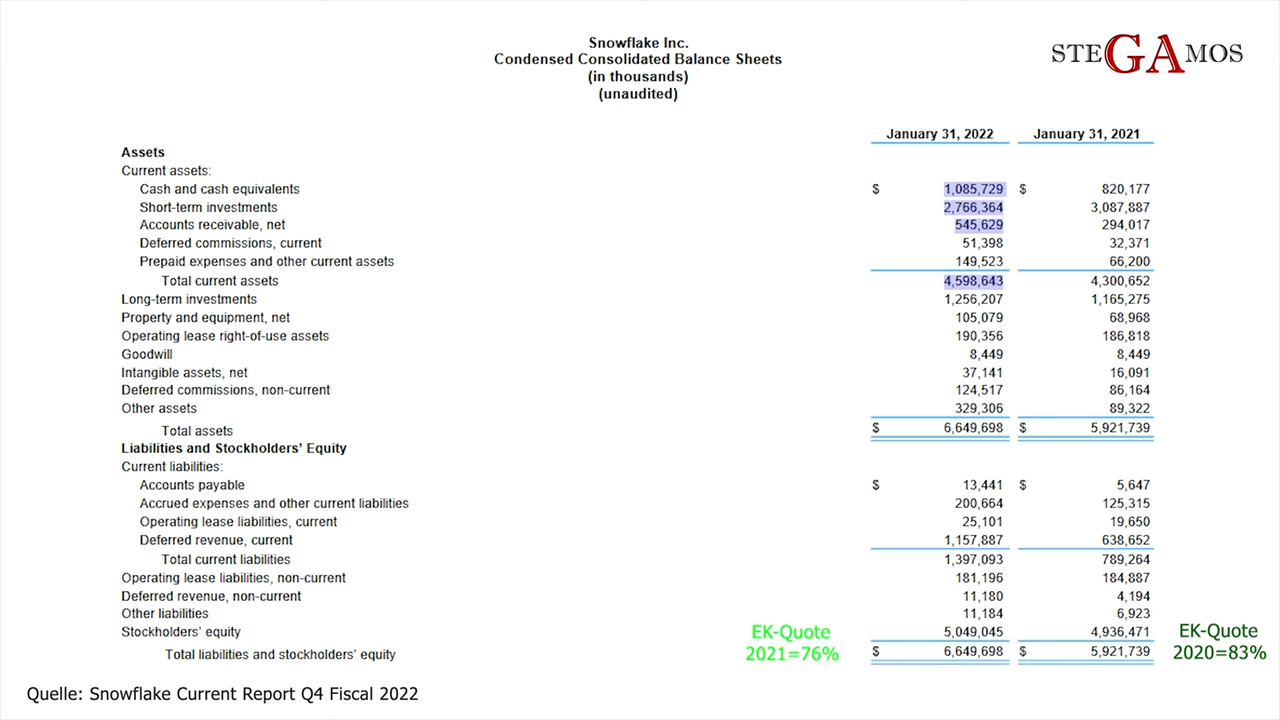 Snowflake Inc.
Condensed Consolidated Balance Sheets
(in thousands)
(unaudited)
STEGAMOS
January 31, 2022 January 31, 2021
Assets
Current assets:
Cash and cash equivalents $ 1,085,729 $ 820,177
Short-term investments 2,766,364 3,087,887
Accounts receivable, net 545,629 294,017
Deferred commissions, current 51,398 32,371
Prepaid expenses and other current assets 149,523 66,200
Total current assets 4,598,643 4,300,652
Long-term investments 1,256,207 1,165,275
Property and equipment, net 105,079 68,968
Operating lease right-of-use assets 190,356 186,818
Goodwill 8,449 8,449
Intangible assets, net 37,141 16,091
Deferred commissions, non-current 124,517 86,164
Other assets 329,306 89,322
Total assets $ 6,649,698 $ 5,921,739
Liabilities and Stockholders’ Equity
Current liabilities:
Accounts payable $ 13,441 $ 5,647
Accrued expenses and other current liabilities 200,664 125,315
Operating lease liabilities, current 25,101 19,650
Deferred revenue, current 1,157,887 638,652
Total current liabilities 1,397,093 789,264
Operating lease liabilities, non-current 181,196 184,887
Deferred revenue, non-current 11,180 4,194
Other liabilities 11,184 6,923
Stockholders’ equity 5,049,045 4,936,471
Total liabilities and stockholders’ equity $ 6,649,698 $ 5,921,739
EK-Quote
2021=76%
EK-Quote
2020=83%
Quelle: Snowflake Current Report Q4 Fiscal 2022